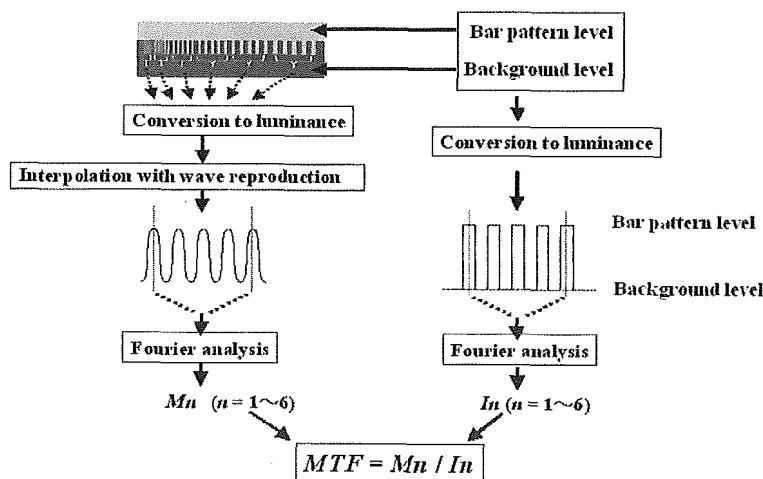 Bar pattern level
Background level
Conversion to luminance
Conversion to luminance
Interpolation with wave reproduction
Bar pattern level
Background level
Fourier analysis
Fourier analysis
Mn (n = 1～6)
In (n = 1～6)
MTF = Mn / In